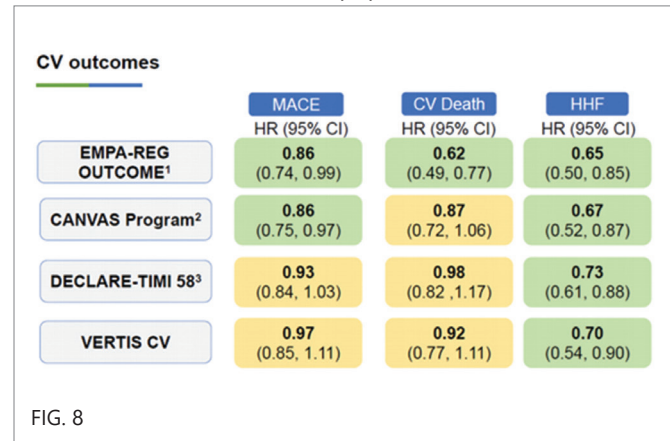 CV outcomes
MACE CV Death HHF
HR (95% CI) HR (95% CI) HR (95% CI)
EMPA-REG OUTCOME¹ 0.86 (0.74, 0.99) 0.62 (0.49, 0.77) 0.65 (0.50, 0.85)
CANVAS Program² 0.86 (0.75, 0.97) 0.87 (0.72, 1.06) 0.67 (0.52, 0.87)
DECLARE-TIMI 58³ 0.93 (0.84, 1.03) 0.98 (0.82 ,1.17) 0.73 (0.61, 0.88)
VERTIS CV 0.97 (0.85, 1.11) 0.92 (0.77, 1.11) 0.70 (0.54, 0.90)
FIG. 8